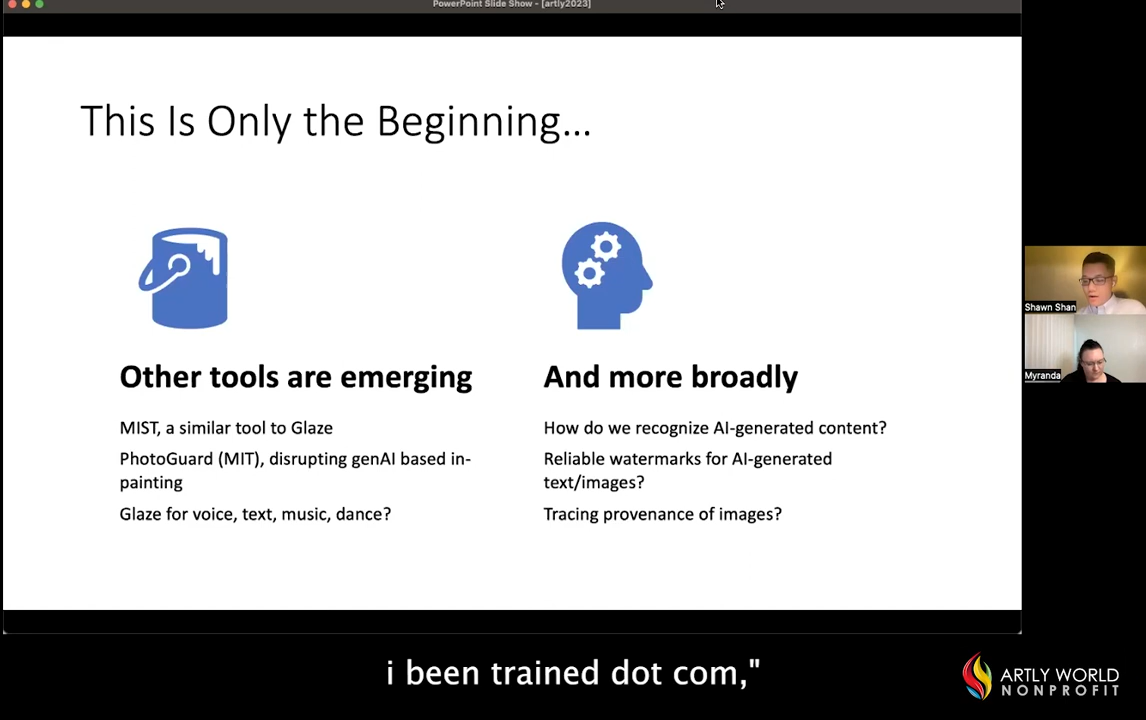 PowerPoint Slide Show - [artly2023]
This Is Only the Beginning...
Other tools are emerging
MIST, a similar tool to Glaze
PhotoGuard (MIT), disrupting genAI based in-
painting
Glaze for voice, text, music, dance?
And more broadly
How do we recognize AI-generated content?
Reliable watermarks for AI-generated
text/images?
Tracing provenance of images?
Shawn Shan
Myranda
i been trained dot com,"
ARTLY WORLD
NONPROFIT